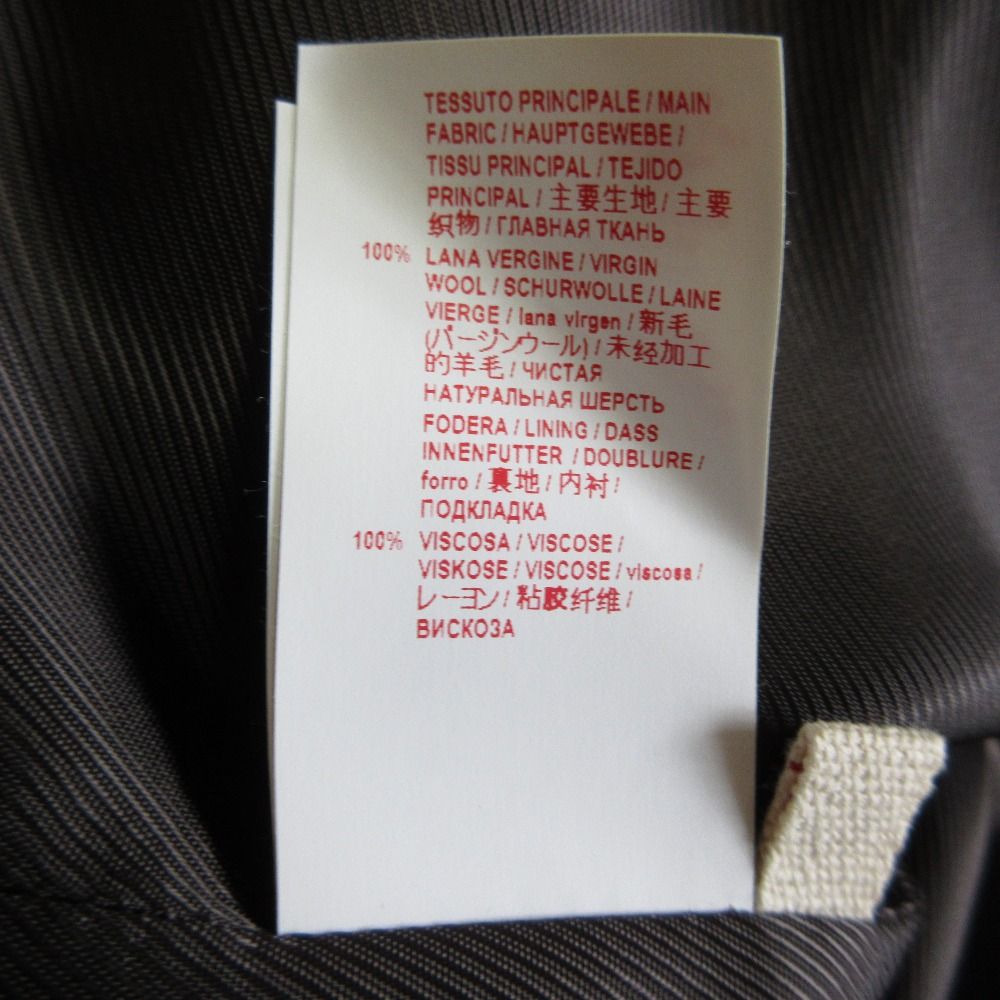 TESSUTO PRINCIPALE / MAIN
FABRIC / HAUPTGEWEBE /
TISSU PRINCIPAL / TEJIDO
PRINCIPAL / 主要生地 / 主要
织物 / ГЛАВНАЯ ТКАНЬ
100% LANA VERGINE / VIRGIN
WOOL / SCHURWOLLE / LAINE
VIERGE / lana virgen / 新毛
(バージンウール) / 未经加工
的羊毛 / ЧИСТАЯ
НАТУРАЛЬНАЯ ШЕРСТЬ
FODERA / LINING / DASS
INNENFUTTER / DOUBLURE /
forro / 裏地 / 内衬 /
ПОДКЛАДКА
100% VISCOSA / VISCOSE /
VISKOSE / VISCOSE / viscosa /
レーヨン / 粘胶纤维 /
ВИСКОЗА